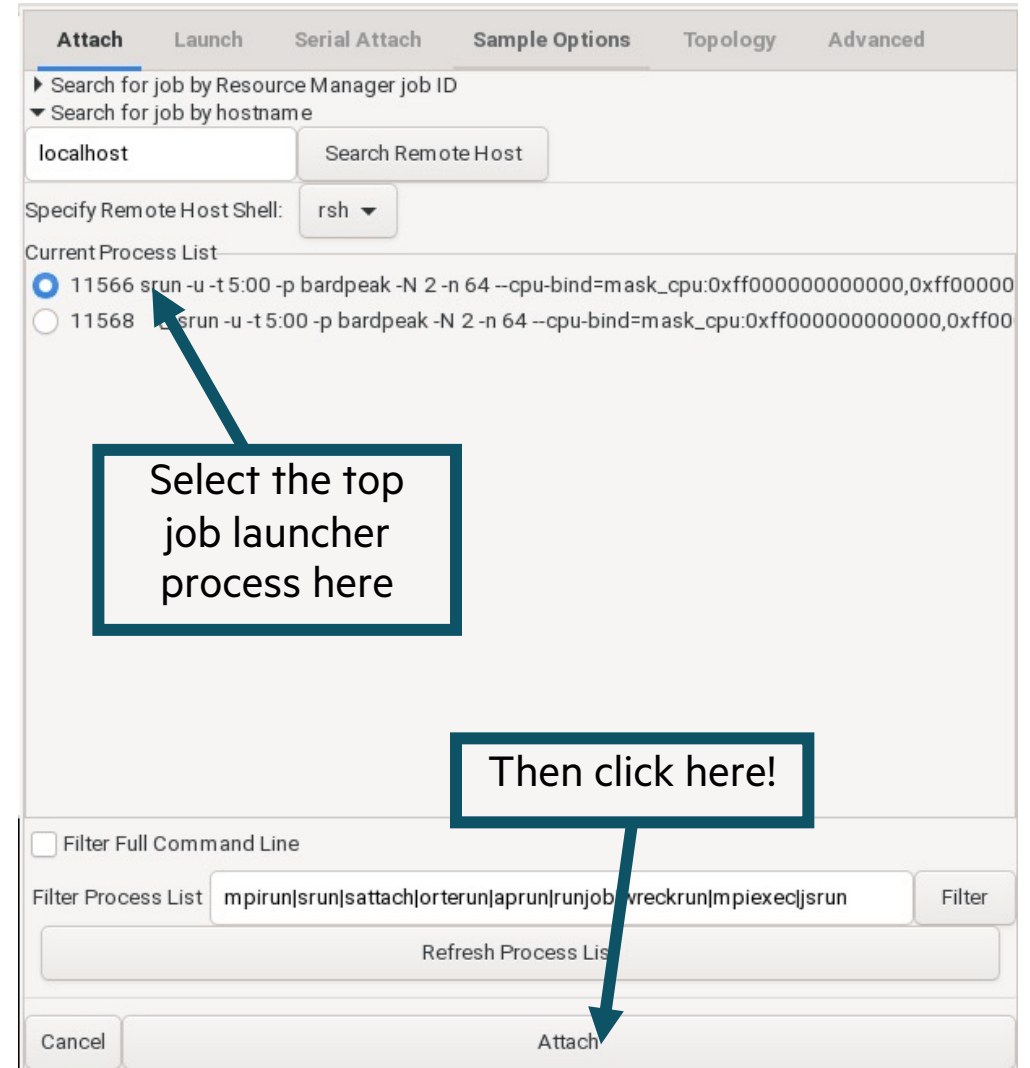 Attach Launch Serial Attach Sample Options Topology Advanced
Search for job by Resource Manager job ID
Search for job by hostname
localhost Search Remote Host
Specify Remote Host Shell: rsh
Current Process List
11566 srun -u -t 5:00 -p bardpeak -N 2 -n 64 --cpu-bind=mask_cpu:0xff000000000000,0xff00000
11568 srun -u -t 5:00 -p bardpeak -N 2 -n 64 --cpu-bind=mask_cpu:0xff000000000000,0xff00
Select the top
job launcher
process here
Then click here!
Filter Full Command Line
Filter Process List mpirun|srun|sattach|orterun|aprun|runjob|wreckrun|mpiexec|jsrun Filter
Refresh Process List
Cancel Attach